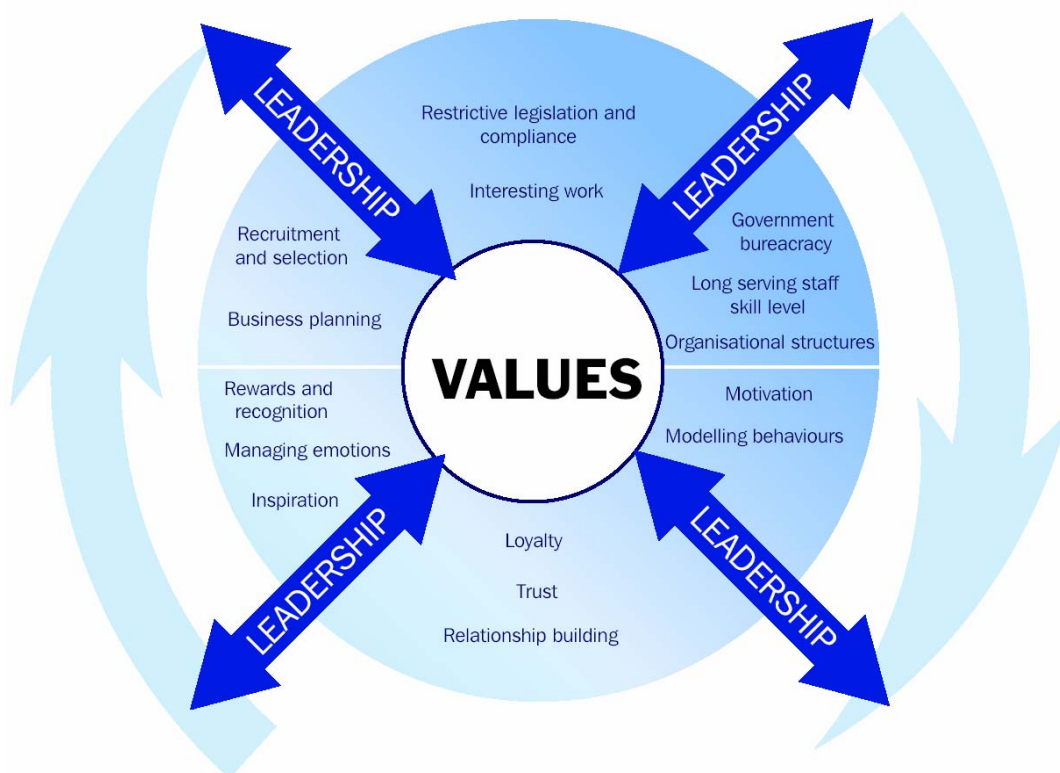 LEADERSHIP
LEADERSHIP
Restrictive legislation and
compliance
Interesting work
Recruitment
and selection
Business planning
Government
bureacracy
Long serving staff
skill level
Organisational structures
VALUES
Rewards and
recognition
Managing emotions
Inspiration
Motivation
Modelling behaviours
Loyalty
Trust
Relationship building
LEADERSHIP
LEADERSHIP